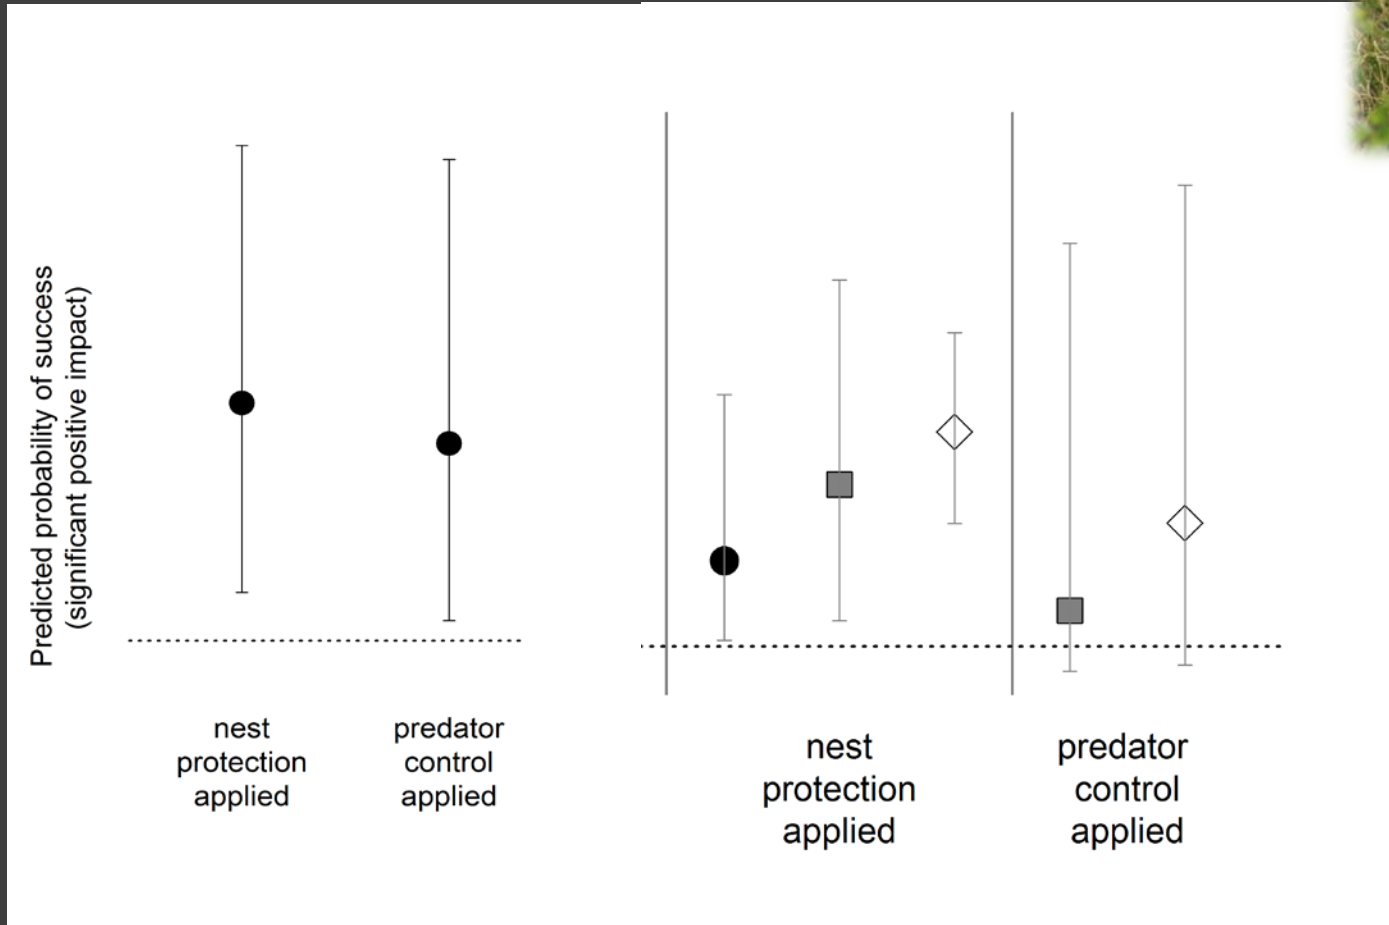 Predicted probability of success
(significant positive impact)
nest
protection
applied
predator
control
applied
nest
protection
applied
predator
control
applied